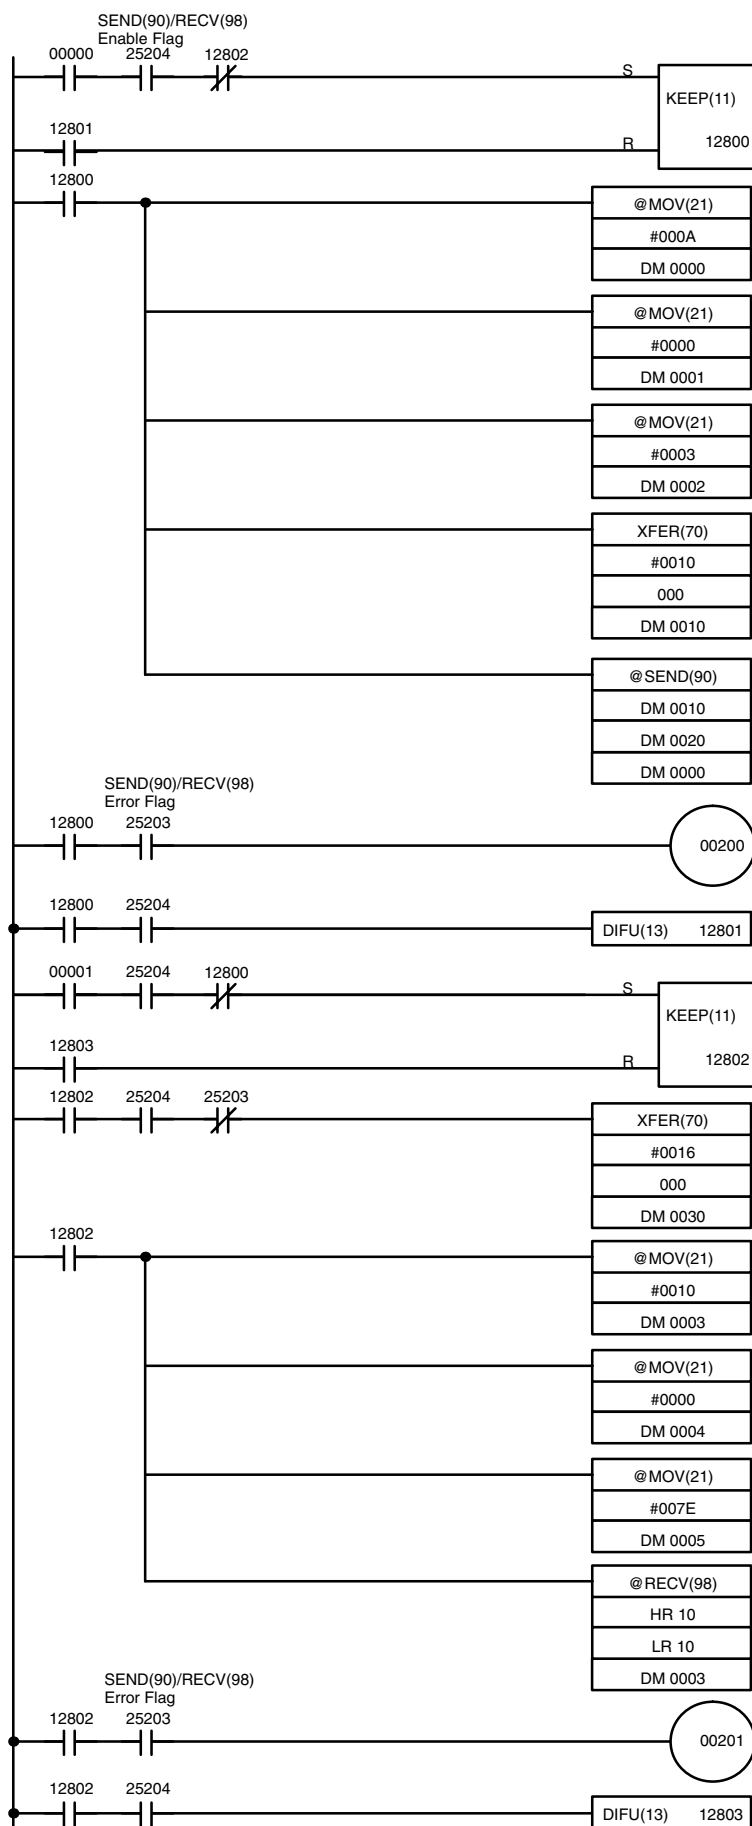 SEND(90)/RECV(98)
Enable Flag
00000 25204 12802
S
KEEP(11)
12800
12801
R
12800
@MOV(21)
#000A
DM 0000
@MOV(21)
#0000
DM 0001
@MOV(21)
#0003
DM 0002
XFER(70)
#0010
000
DM 0010
@SEND(90)
DM 0010
DM 0020
DM 0000
SEND(90)/RECV(98)
Error Flag
12800 25203
00200
12800 25204
DIFU(13) 12801
00001 25204 12800
S
KEEP(11)
12802
12803
R
12802 25204 25203
XFER(70)
#0016
000
DM 0030
12802
@MOV(21)
#0010
DM 0003
@MOV(21)
#0000
DM 0004
@MOV(21)
#007E
DM 0005
@RECV(98)
HR 10
LR 10
DM 0003
SEND(90)/RECV(98)
Error Flag
12802 25203
00201
12802 25204
DIFU(13) 12803